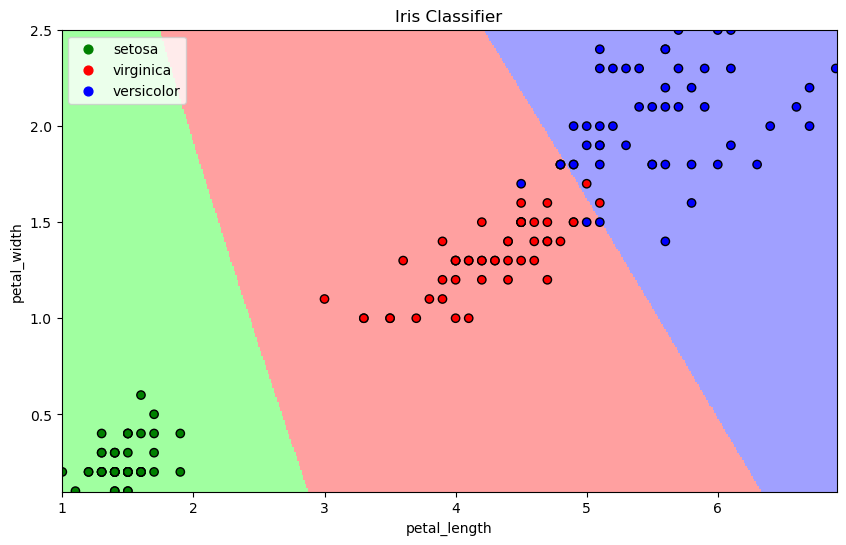 Iris Classifier
setosa
virginica
versicolor
2.5
2.0
1.5
1.0
0.5
petal_width
1
2
3
4
5
6
petal_length